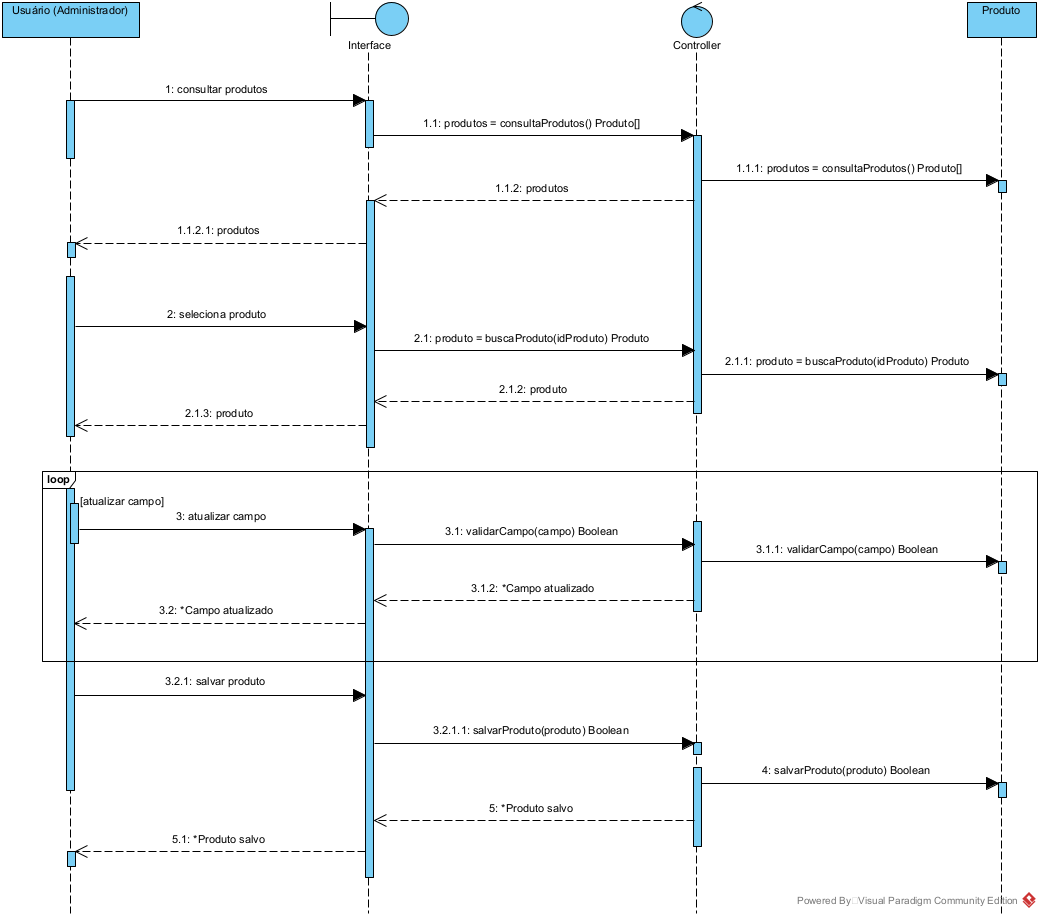 Usuário (Administrador)
Produto
Interface
Controller
1: consultar produtos
1.1: produtos = consultaProdutos() Produto[]
1.1.1: produtos = consultaProdutos() Produto[]
1.1.2: produtos
1.1.2.1: produtos
2: seleciona produto
2.1: produto = buscaProduto(idProduto) Produto
2.1.1: produto = buscaProduto(idProduto) Produto
2.1.2: produto
2.1.3: produto
loop
[atualizar campo]
3: atualizar campo
3.1: validarCampo(campo) Boolean
3.1.1: validarCampo(campo) Boolean
3.1.2: *Campo atualizado
3.2: *Campo atualizado
3.2.1: salvar produto
3.2.1.1: salvarProduto(produto) Boolean
4: salvarProduto(produto) Boolean
5: *Produto salvo
5.1: *Produto salvo
Powered By Visual Paradigm Community Edition